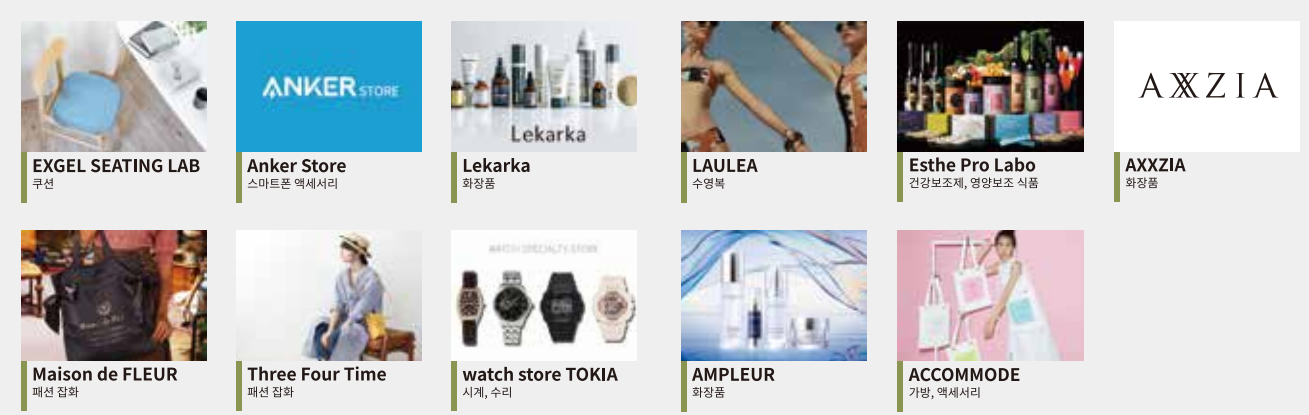 ANKER STORE
Lekarka
AXXZIA
EXGEL SEATING LAB
쿠션
Anker Store
스마트폰 액세서리
Lekarka
화장품
LAULEA
수영복
Esthe Pro Labo
건강보조제, 영양보조 식품
AXXZIA
화장품
WATCH SPECIALTY STORE
Maison de FLEUR
패션 잡화
Three Four Time
패션 잡화
watch store TOKIA
시계, 수리
AMPLEUR
화장품
ACCOMMODE
가방, 액세서리